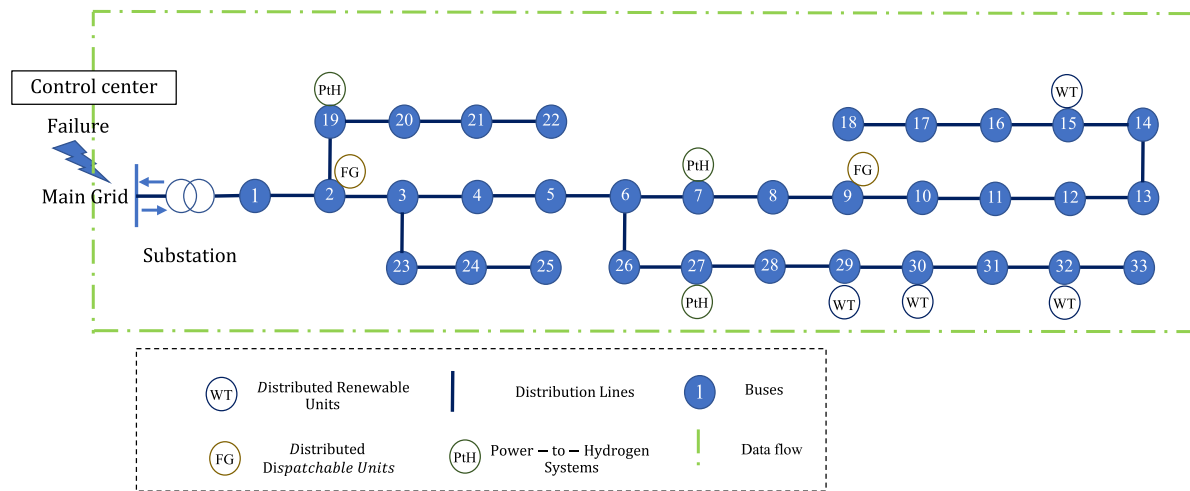 Control center
Failure
Main Grid
Substation
PtH
19 20 21 22
FG
1 2 3 4 5 6 7 8 9 10 11 12 13
PtH
FG
18 17 16 15 14
WT
23 24 25
26 27 28 29 30 31 32 33
PtH
WT WT WT
WT Distributed Renewable
Units
Distribution Lines
1 Buses
FG Distributed
Dispatchable Units
PtH Power − to − Hydrogen
Systems
Data flow